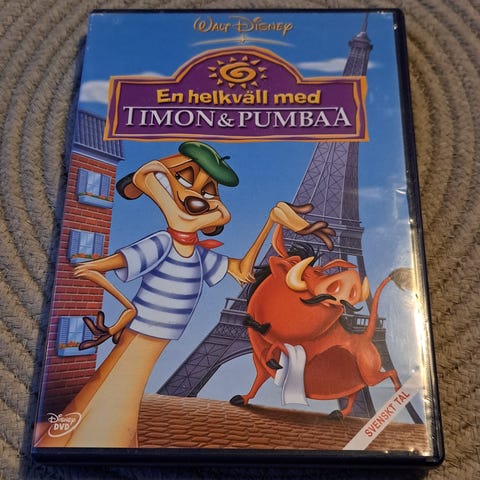 WALT DISNEY
En helkväll med
TIMON & PUMBAA
Disney
DVD
SVENSKT TAL